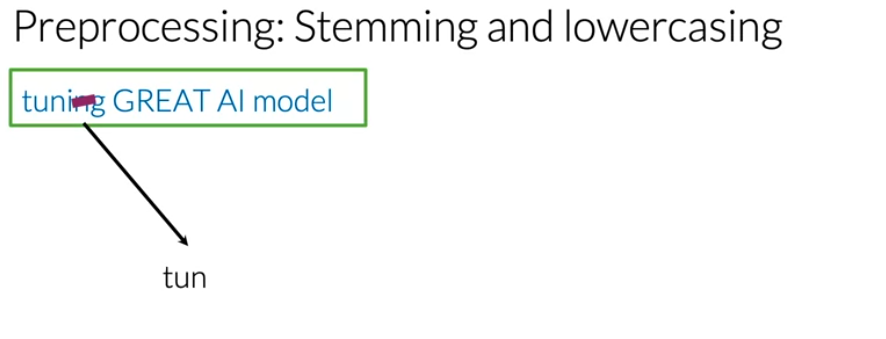 Preprocessing: Stemming and lowercasing
tuning GREAT AI model
tun